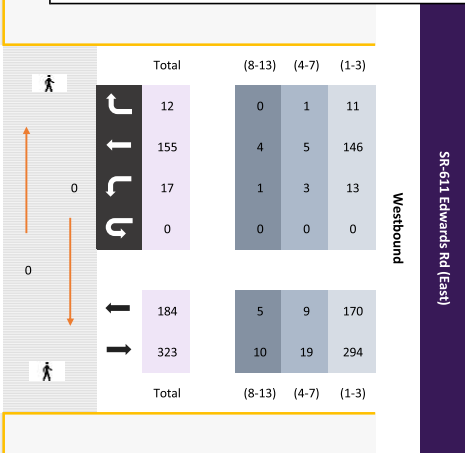 Total (8-13) (4-7) (1-3)
12 0 1 11
155 4 5 146
0 17 1 3 13
0 0 0 0
0
184 5 9 170
323 10 19 294
Total (8-13) (4-7) (1-3)
Westbound
SR-611 Edwards Rd (East)